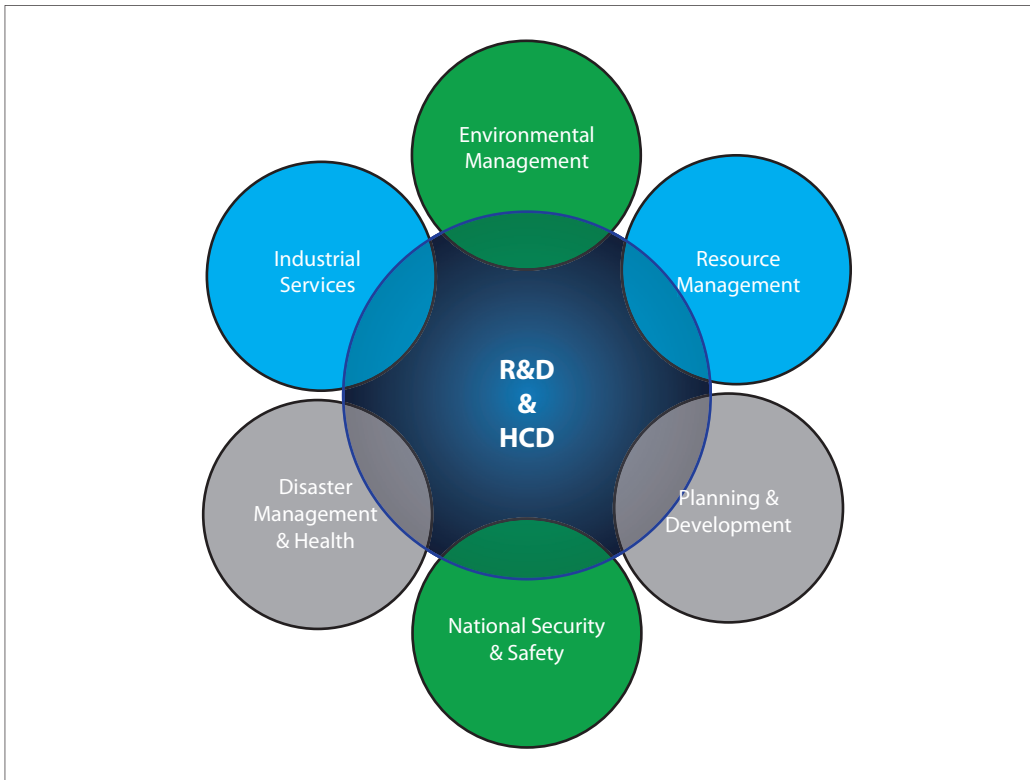 Environmental
Management
Industrial
Services
Resource
Management
R&D
&
HCD
Disaster
Management
& Health
Planning &
Development
National Security
& Safety